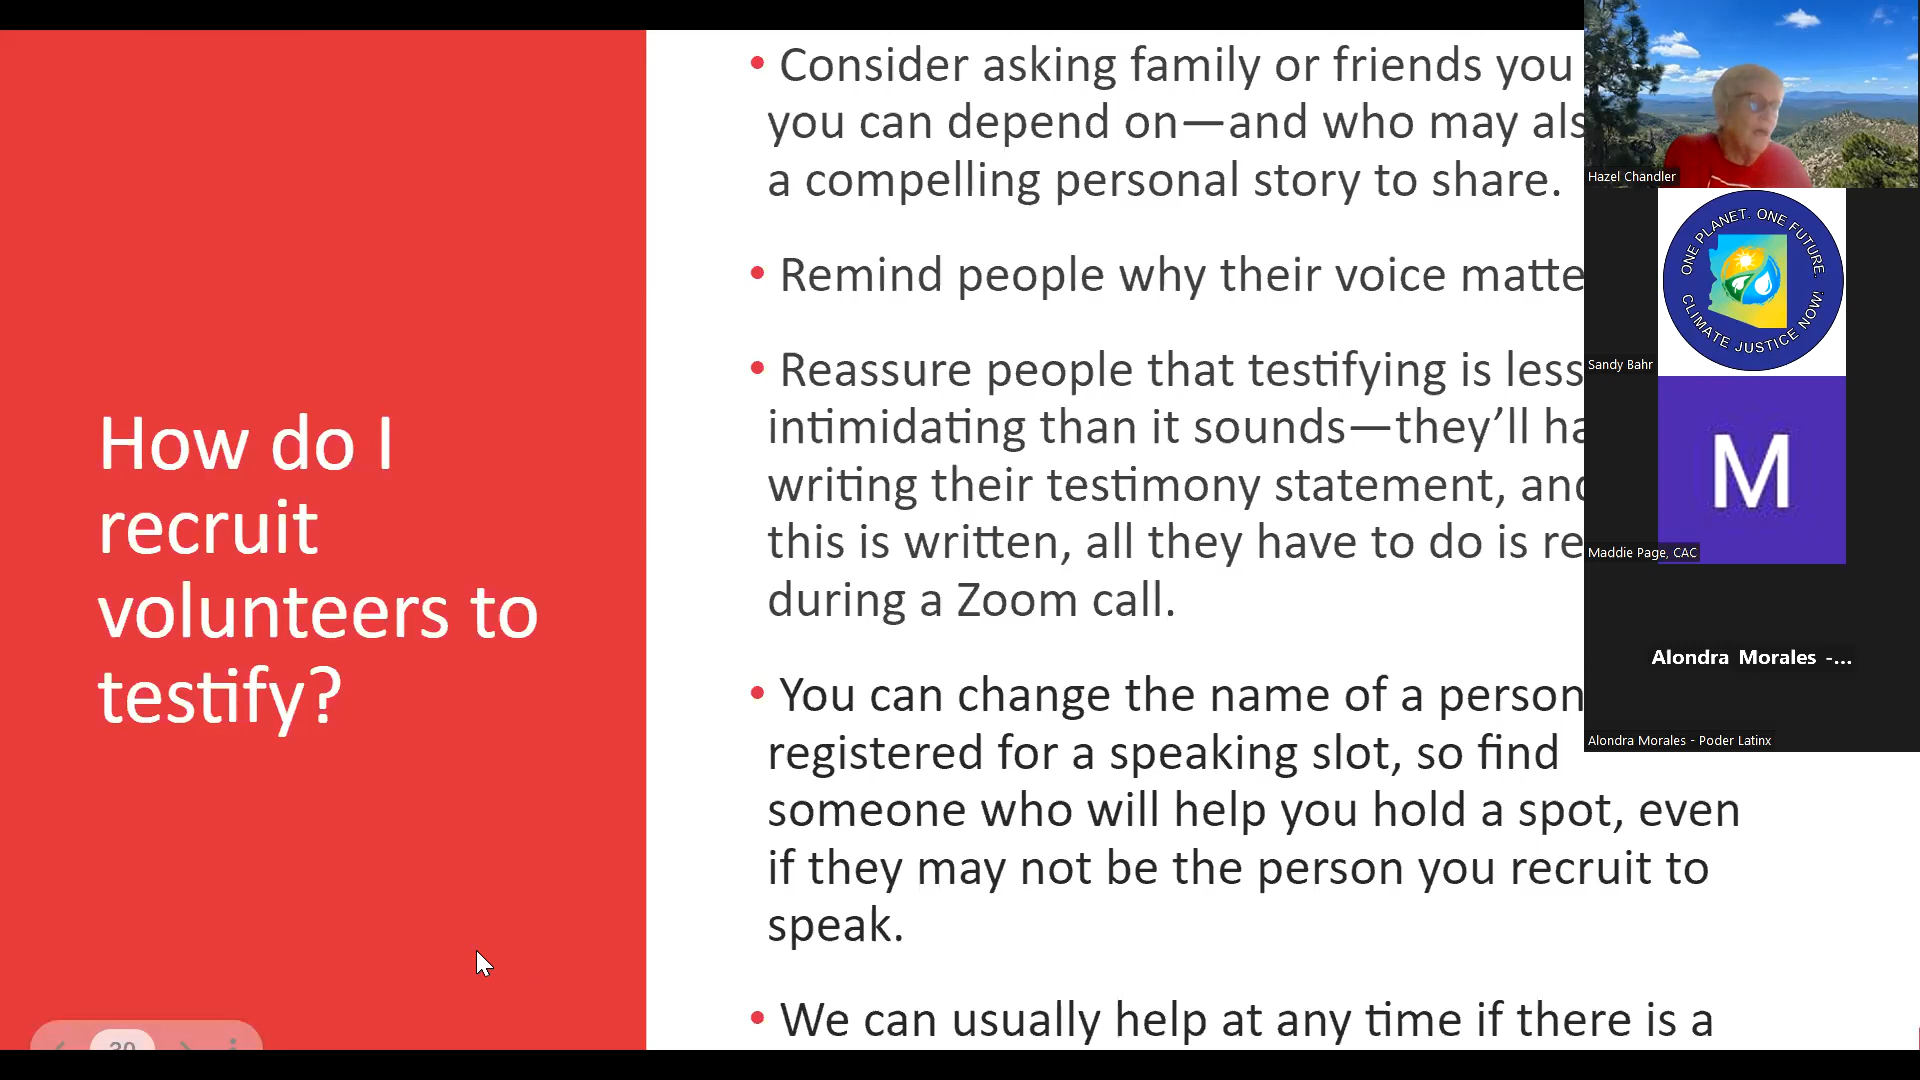 How do I
recruit
volunteers to
testify?
• Consider asking family or friends you
you can depend on—and who may
a compelling personal story to share.
• Remind people why their voice
• Reassure people that testifying is less
intimidating than it sounds—they’ll
writing their testimony statement,
this is written, all they have to do is
during a Zoom call.
• You can change the name of a person
registered for a speaking slot, so find
someone who will help you hold a spot, even
if they may not be the person you recruit to
speak.
• We can usually help at any time if there is a
Hazel Chandler
ONE PLANET. ONE FUTURE.
CLIMATE JUSTICE NOW!
Sandy Bahr
M
Maddie Page, CAC
Alondra Morales -...
Alondra Morales - Poder Latinx